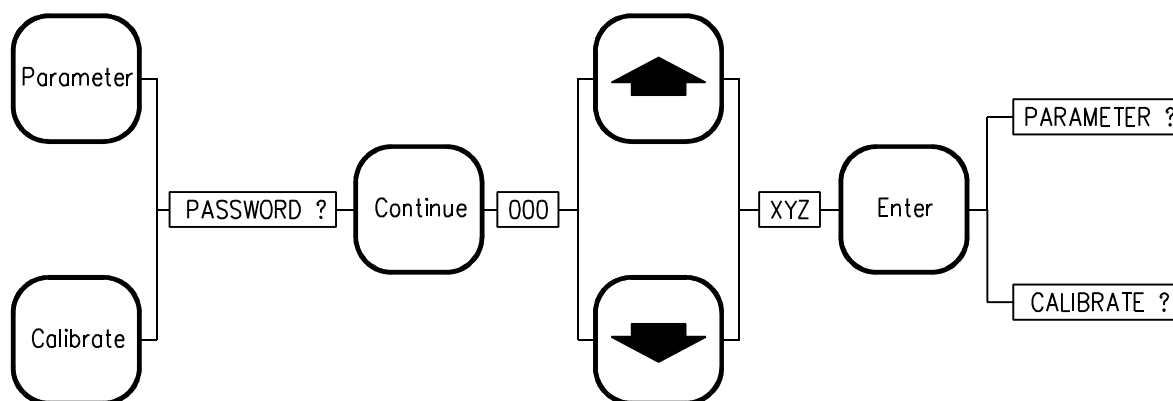 Parameter
PARAMETER ?
PASSWORD ?
Continue
000
XYZ
Enter
Calibrate
CALIBRATE ?